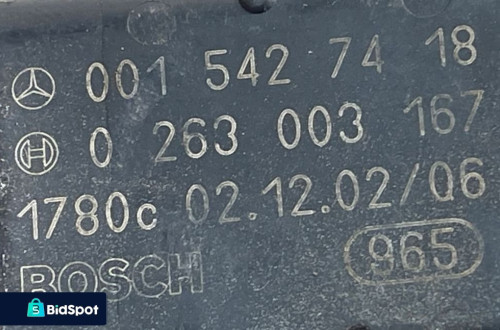 001 542 74 18
0 263 003 167
1780c 02.12.02/06
965
BOSCH
BidSpot